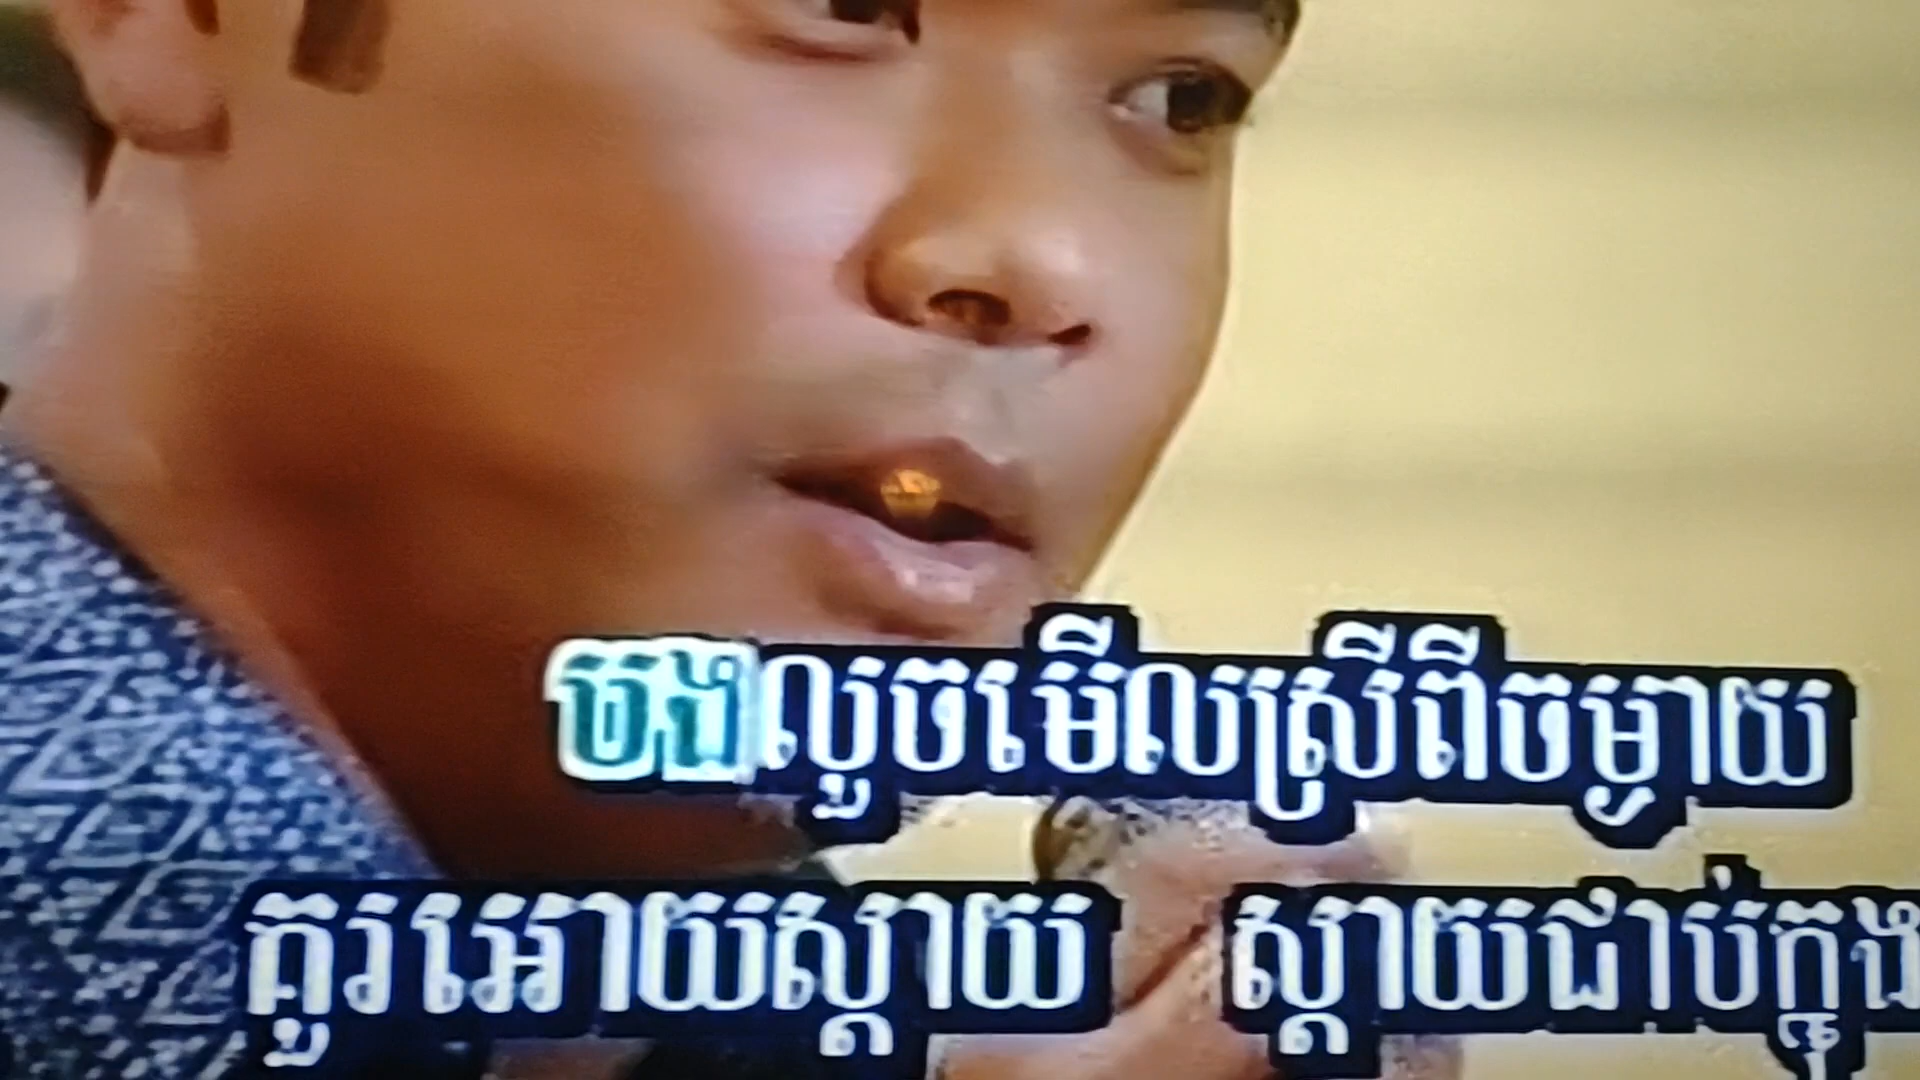 បងលួចមើលស្រីពីចម្ងាយ
គួរអោយស្តាយ ស្តាយជាប់ក្នុង